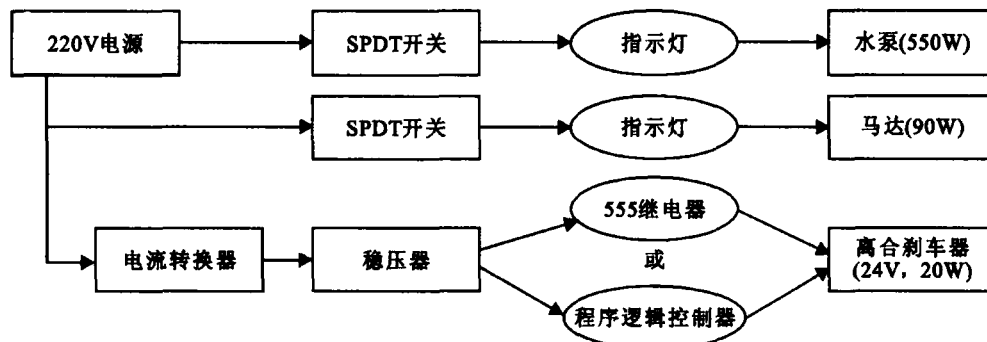 220V电源
SPDT开关
指示灯
水泵(550W)
SPDT开关
指示灯
马达(90W)
555继电器
电流转换器
稳压器
或
离合刹车器
(24V，20W)
程序逻辑控制器